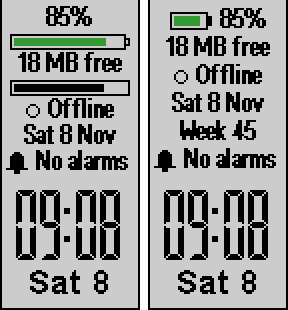 85%
18 MB free
Offline
Sat 8 Nov
No alarms
09:08
Sat 8
85%
18 MB free
Offline
Sat 8 Nov
Week 45
No alarms
09:08
Sat 8